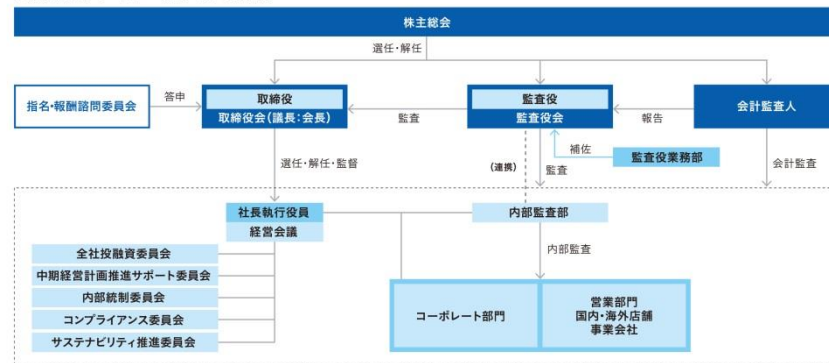 株主総会
選任・解任
指名・報酬諮問委員会
答申
取締役
取締役会(議長:会長)
監査
監査役
監査役会
報告
会計監査人
補佐
監査役業務部
選任・解任・監督
(連携)
監査
会計監査
社長執行役員
経営会議
内部監査部
全社投融資委員会
中期経営計画推進サポート委員会
内部統制委員会
コンプライアンス委員会
サステナビリティ推進委員会
内部監査
コーポレート部門
営業部門
国内・海外店舗
事業会社